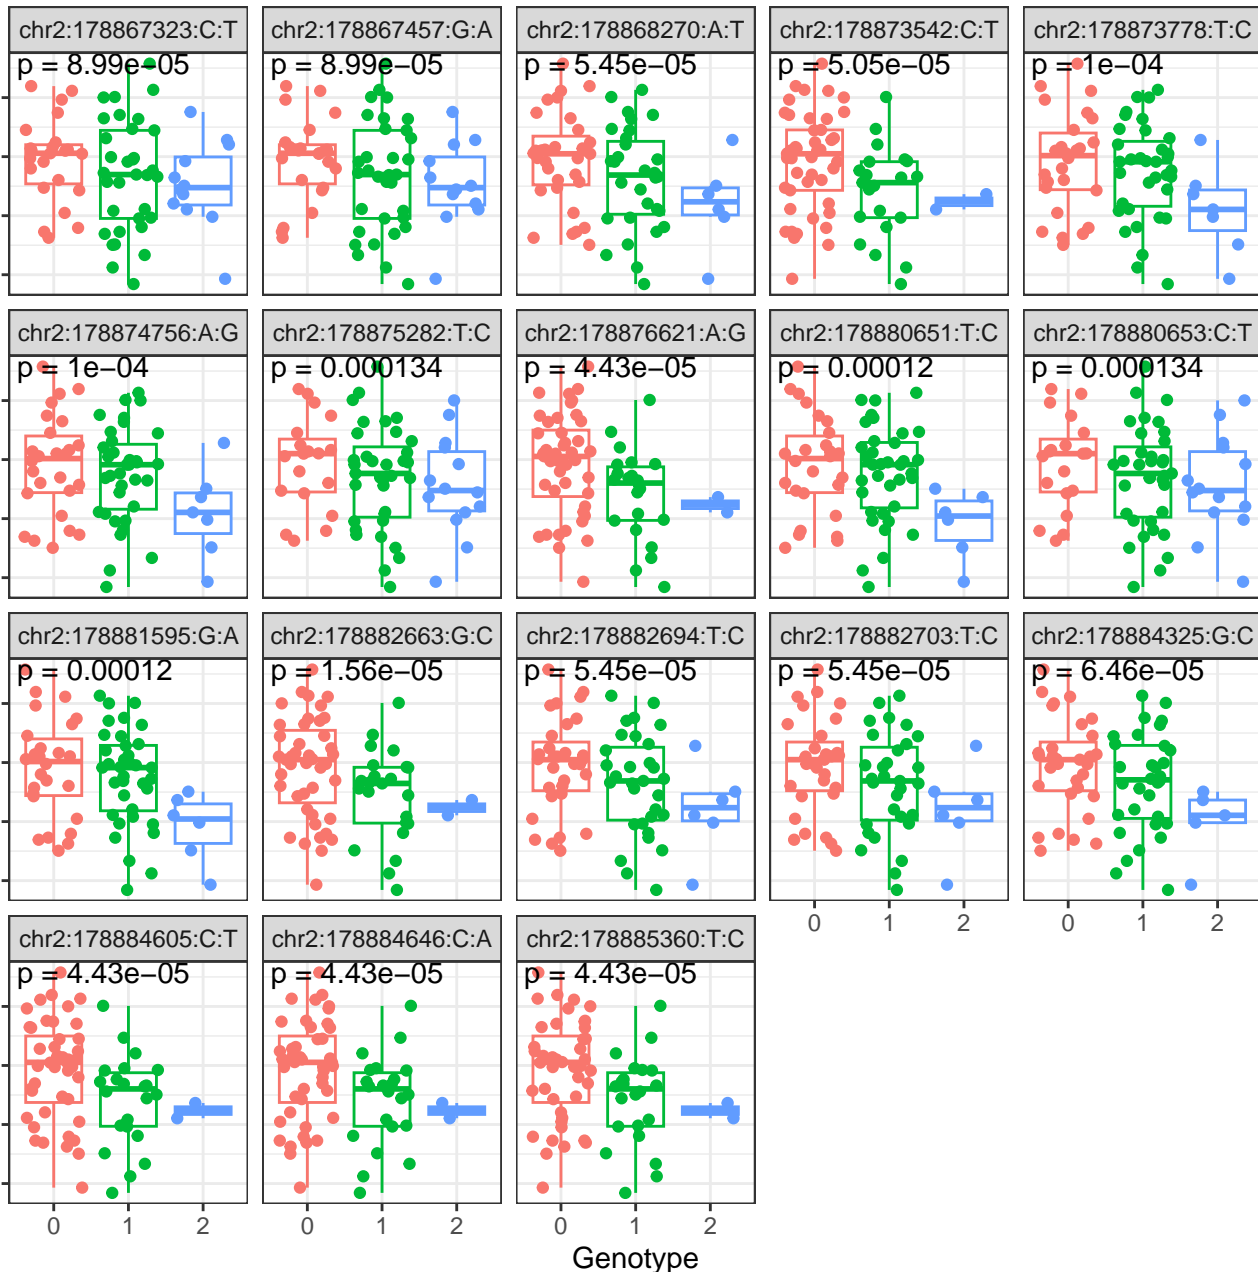 chr2:178867323:C:T chr2:178867457:G:A chr2:178868270:A:T chr2:178873542:C:T chr2:178873778:T:C
p = 8.99e−05 p = 8.99e−05 p = 5.45e−05 p = 5.05e−05 p = 1e−04
chr2:178874756:A:G chr2:178875282:T:C chr2:178876621:A:G chr2:178880651:T:C chr2:178880653:C:T
p = 1e−04 p = 0.000134 p = 4.43e−05 p = 0.00012 p = 0.000134
chr2:178881595:G:A chr2:178882663:G:C chr2:178882694:T:C chr2:178882703:T:C chr2:178884325:G:C
p = 0.00012 p = 1.56e−05 p = 5.45e−05 p = 5.45e−05 p = 6.46e−05
0 1 2 0 1 2
chr2:178884605:C:T chr2:178884646:C:A chr2:178885360:T:C
p = 4.43e−05 p = 4.43e−05 p = 4.43e−05
0 1 2 0 1 2 0 1 2
Genotype